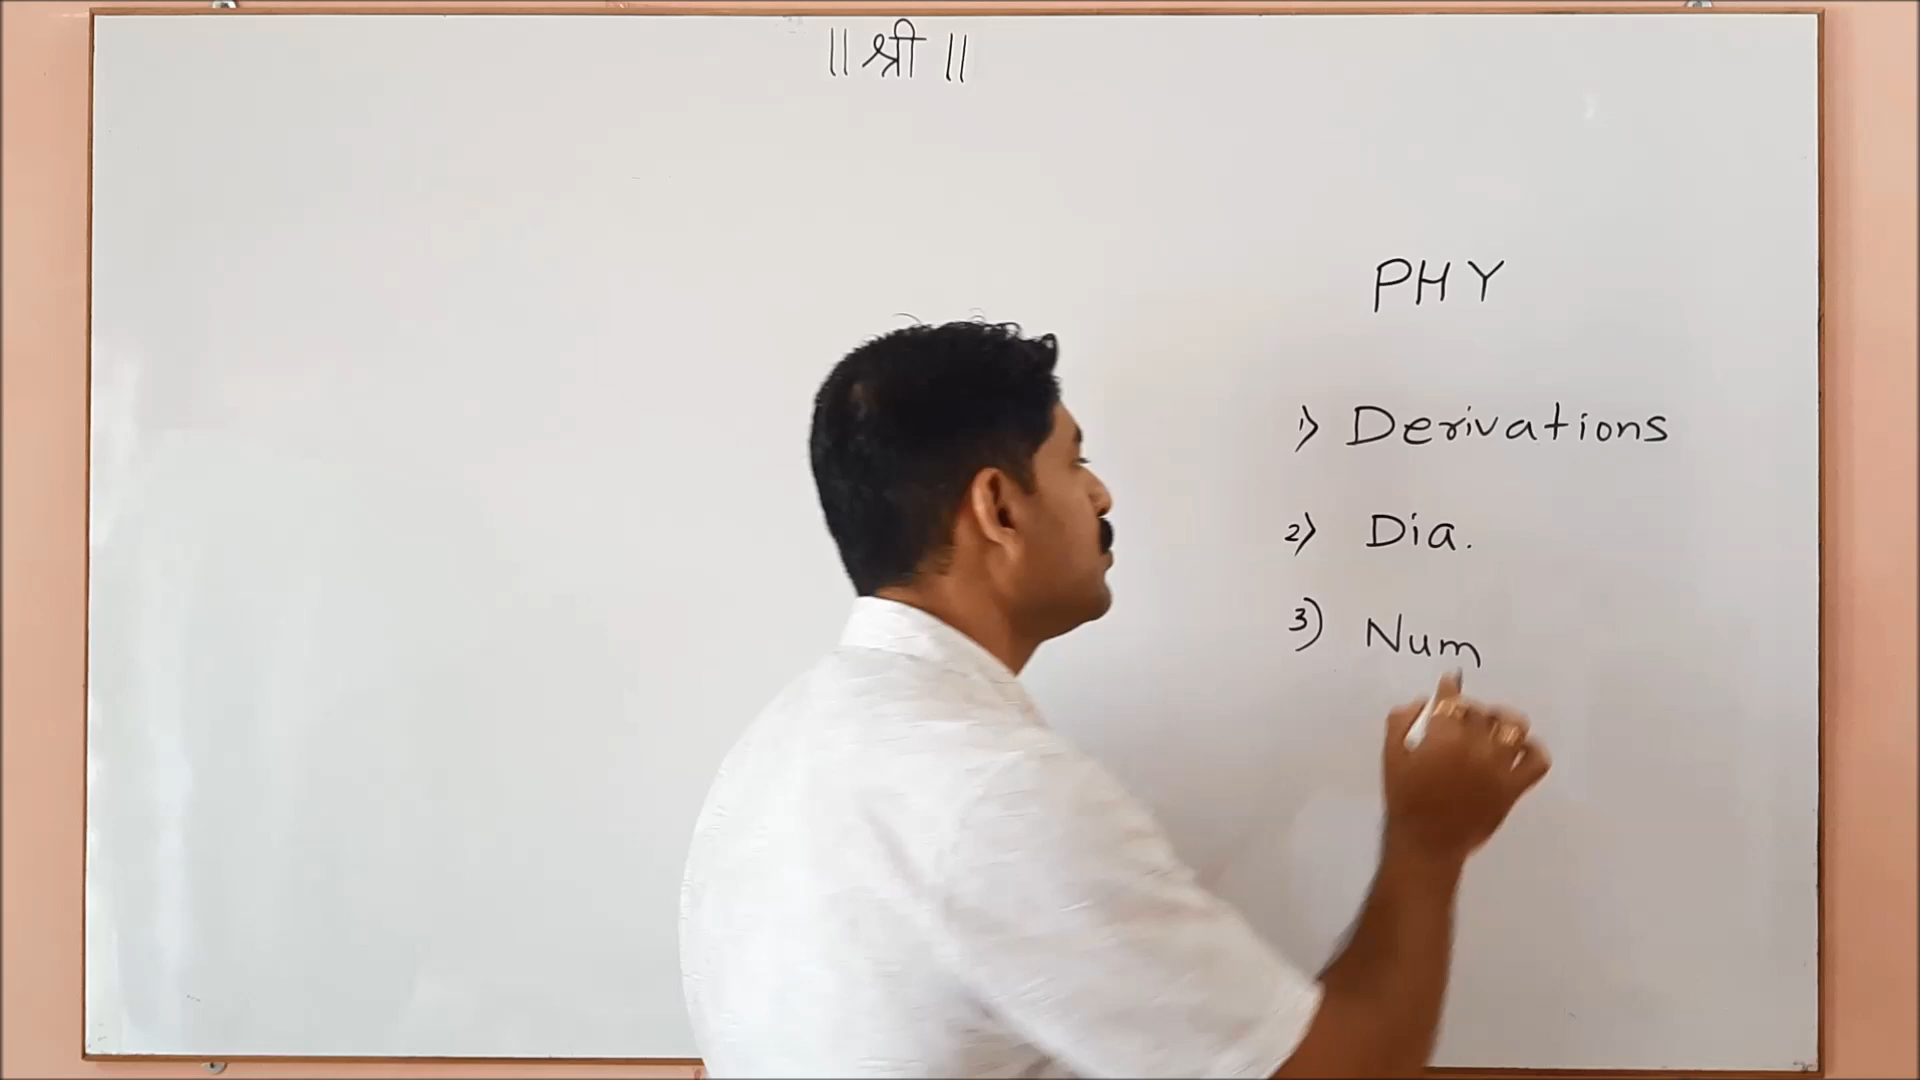 || श्री ||
PHY
1) Derivations
2) Dia.
3) Num